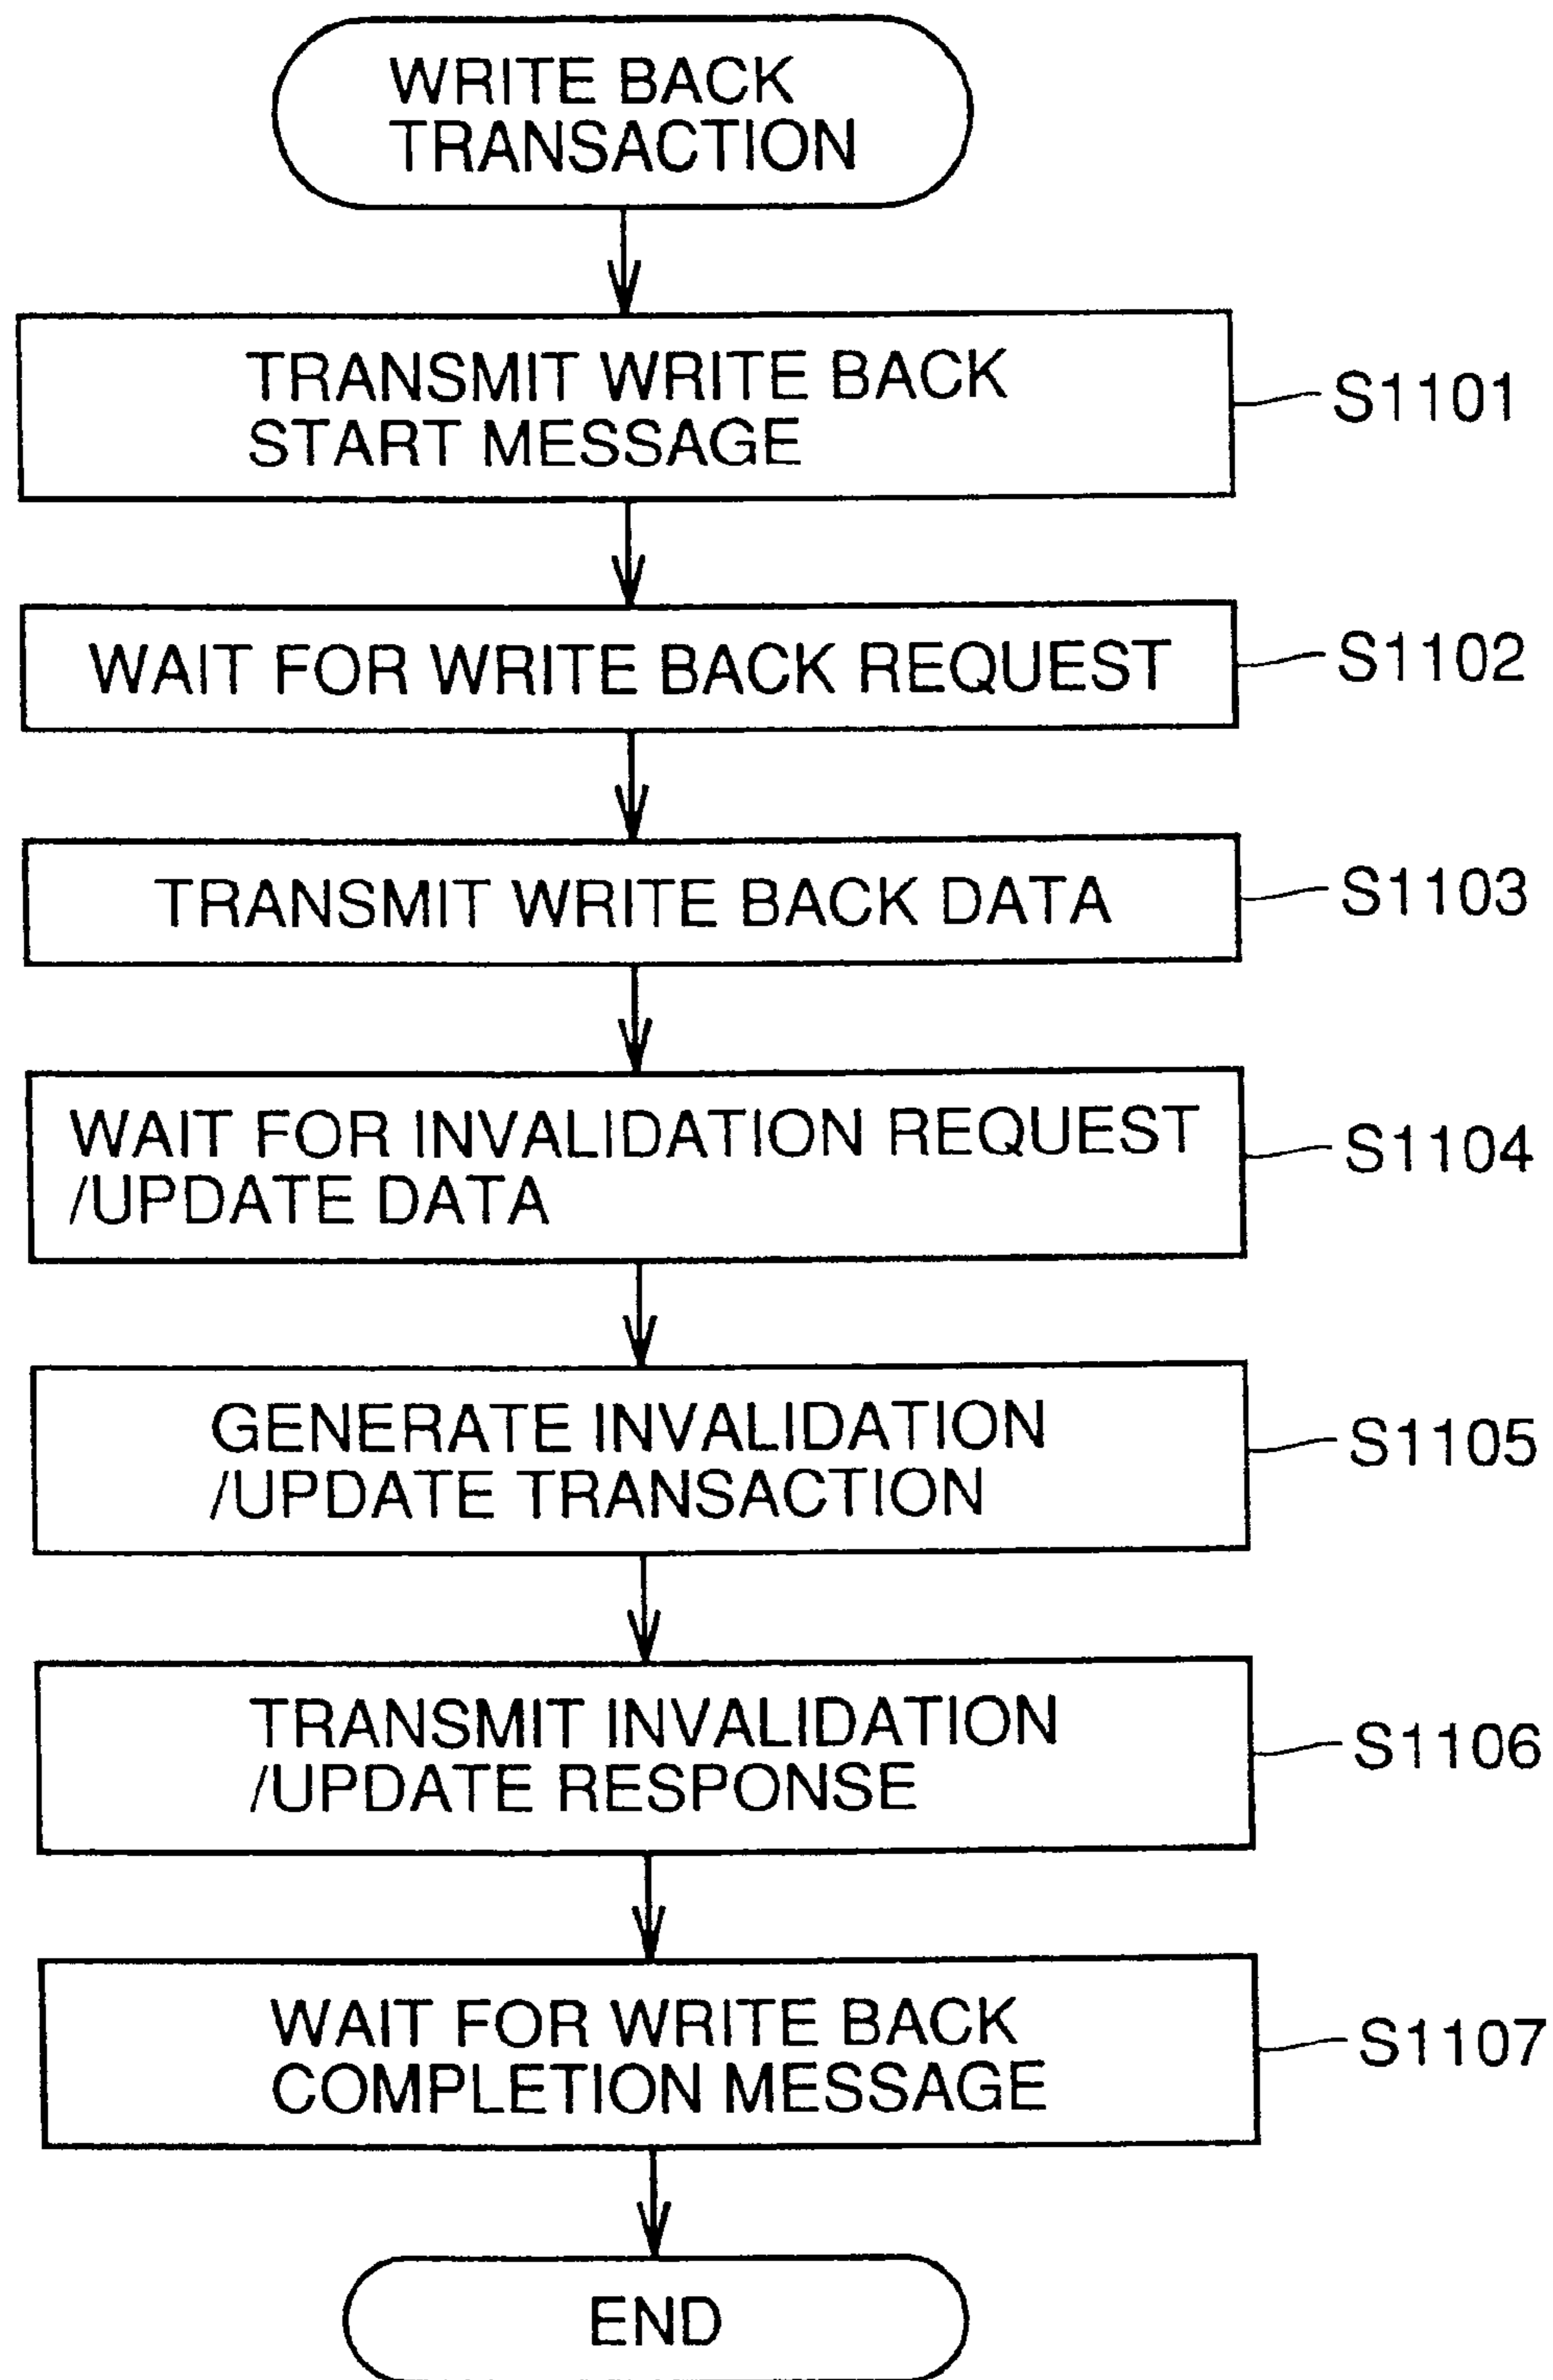 WRITE BACK
TRANSACTION
TRANSMIT WRITE BACK
START MESSAGE
S1101
WAIT FOR WRITE BACK REQUEST
S1102
TRANSMIT WRITE BACK DATA
S1103
WAIT FOR INVALIDATION REQUEST
/UPDATE DATA
S1104
GENERATE INVALIDATION
/UPDATE TRANSACTION
S1105
TRANSMIT INVALIDATION
/UPDATE RESPONSE
S1106
WAIT FOR WRITE BACK
COMPLETION MESSAGE
S1107
END